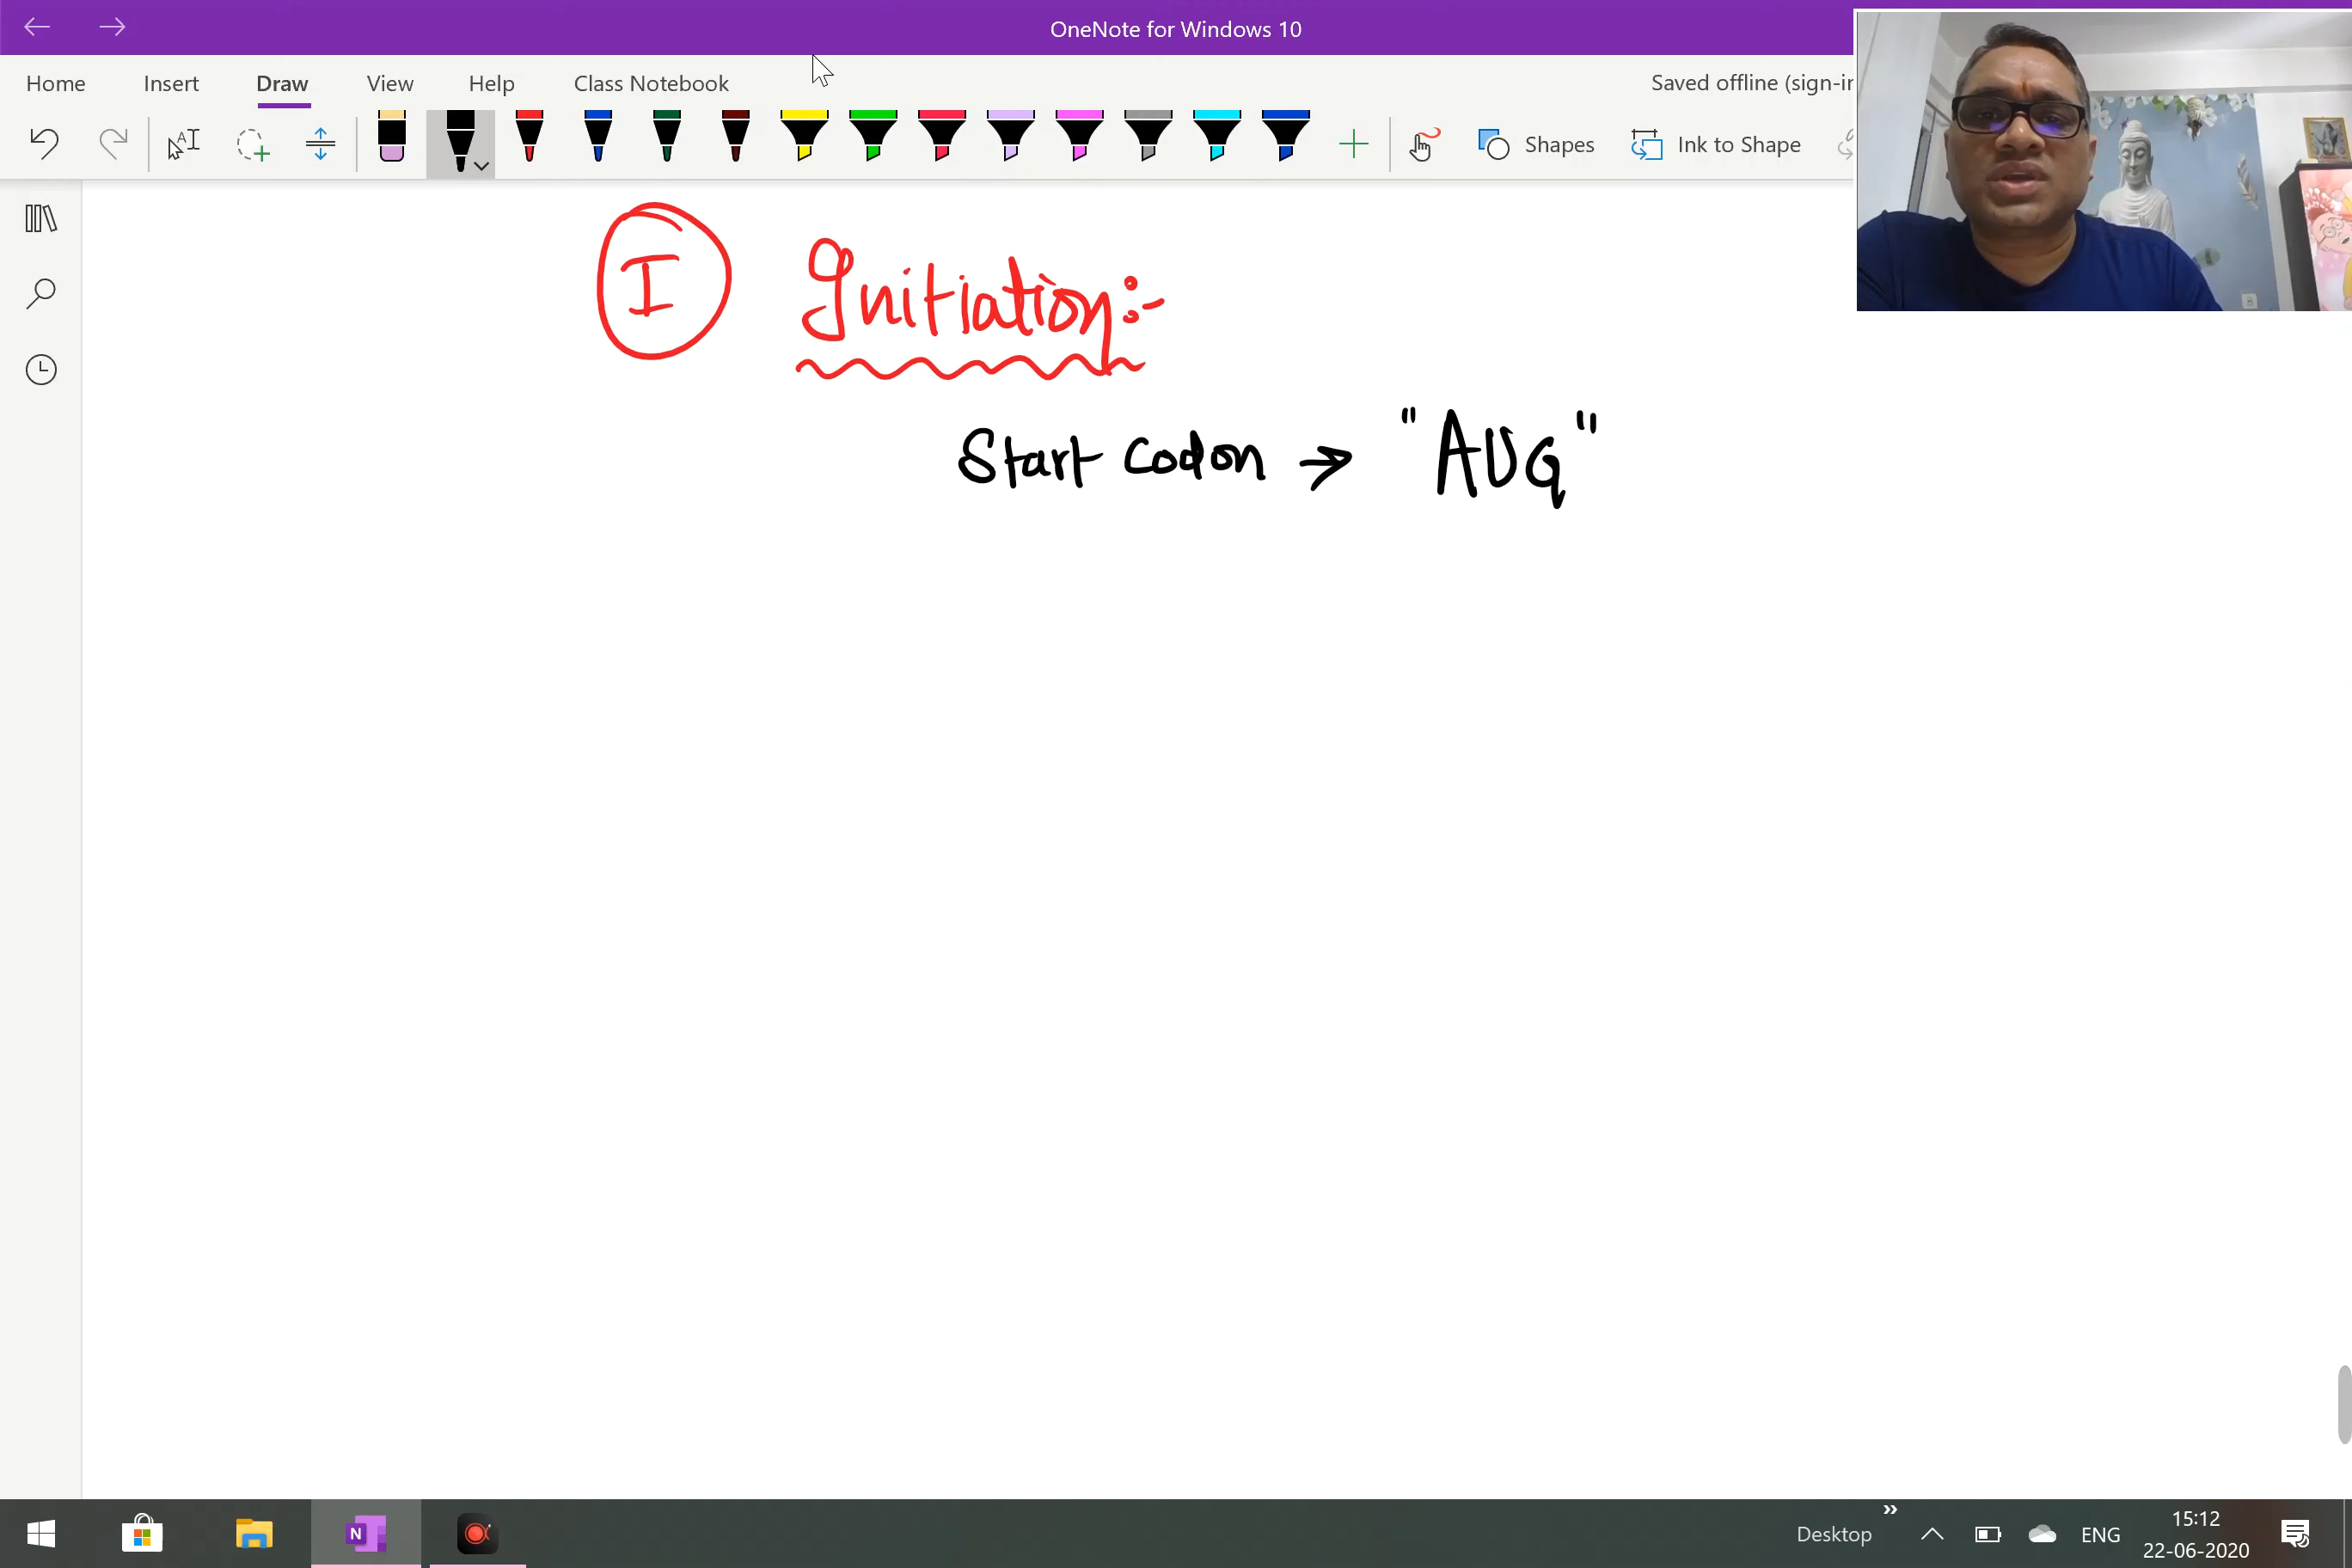 OneNote for Windows 10
Home Insert Draw View Help Class Notebook Saved offline (sign-in
Shapes Ink to Shape
I Initiation:-
Start Codon → "AUG"
Desktop ENG 15:12
22-06-2020